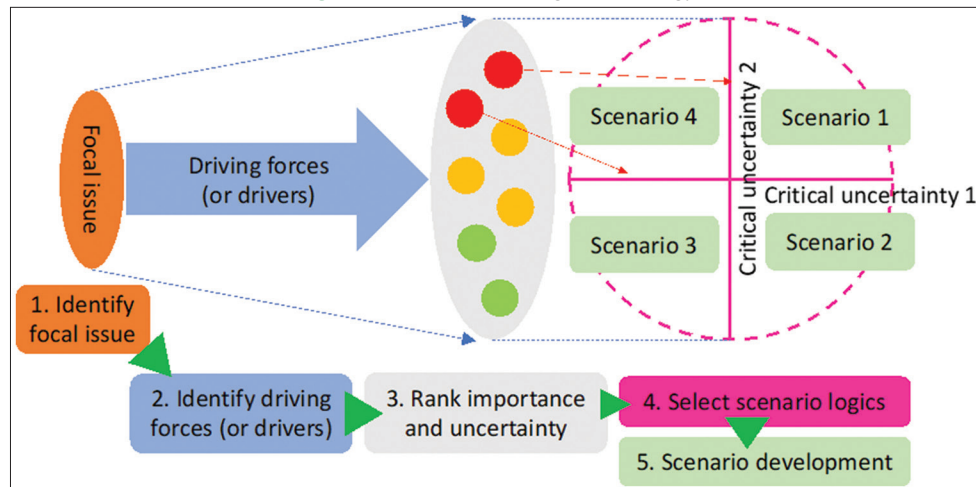 Focal issue
Driving forces
(or drivers)
Scenario 4
Scenario 1
Critical uncertainty 2
Critical uncertainty 1
Scenario 3
Scenario 2
1. Identify
focal issue
2. Identify driving
forces (or drivers)
3. Rank importance
and uncertainty
4. Select scenario logics
5. Scenario development